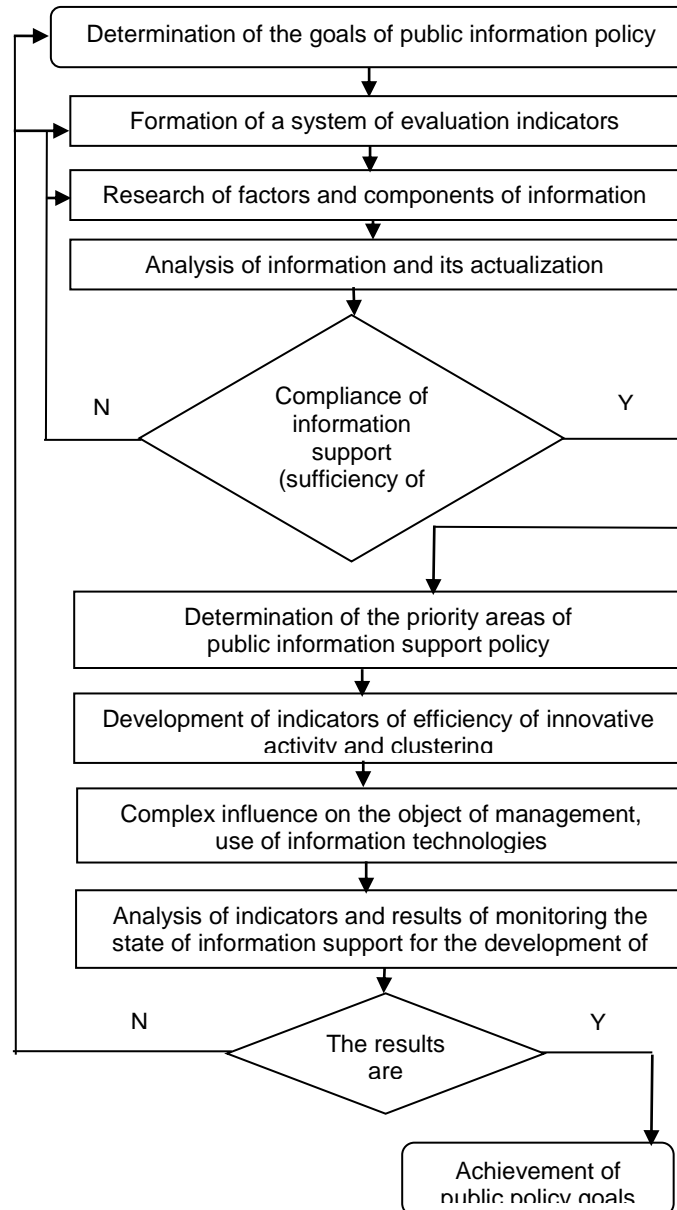 Determination of the goals of public information policy
Formation of a system of evaluation indicators
Research of factors and components of information
Analysis of information and its actualization
N
Compliance of
information
support
(sufficiency of
Y
Determination of the priority areas of
public information support policy
Development of indicators of efficiency of innovative
activity and clustering
Complex influence on the object of management,
use of information technologies
Analysis of indicators and results of monitoring the
state of information support for the development of
N
The results
are
Y
Achievement of
public policy goals